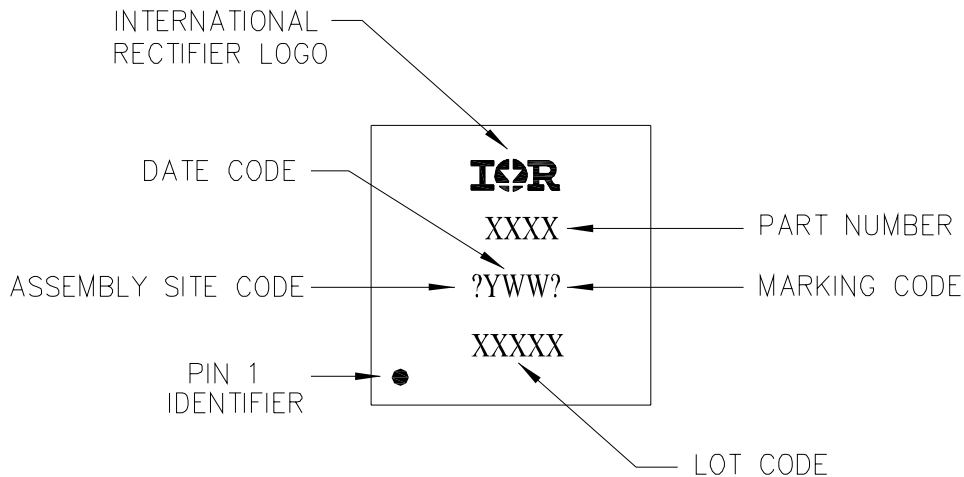 INTERNATIONAL
RECTIFIER LOGO
IOR
DATE CODE
XXXX
PART NUMBER
ASSEMBLY SITE CODE
?YWW?
MARKING CODE
XXXXX
PIN 1
IDENTIFIER
LOT CODE